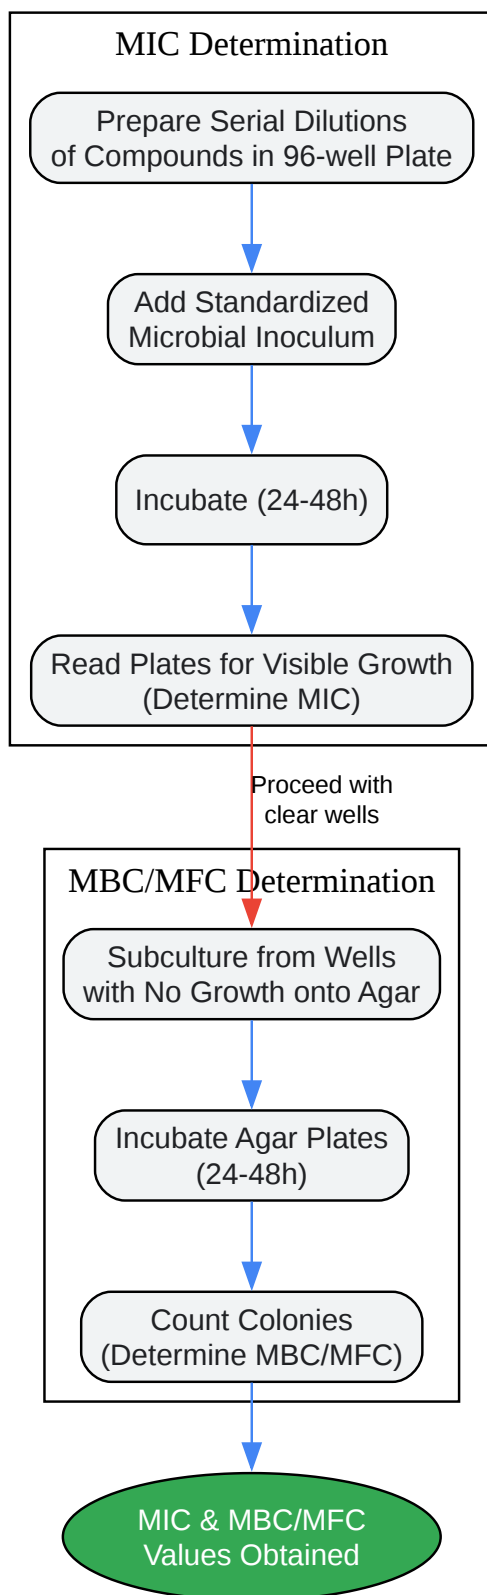 MIC Determination
Prepare Serial Dilutions
of Compounds in 96-well Plate
Add Standardized
Microbial Inoculum
Incubate (24-48h)
Read Plates for Visible Growth
(Determine MIC)
Proceed with
clear wells
MBC/MFC Determination
Subculture from Wells
with No Growth onto Agar
Incubate Agar Plates
(24-48h)
Count Colonies
(Determine MBC/MFC)
MIC & MBC/MFC
Values Obtained